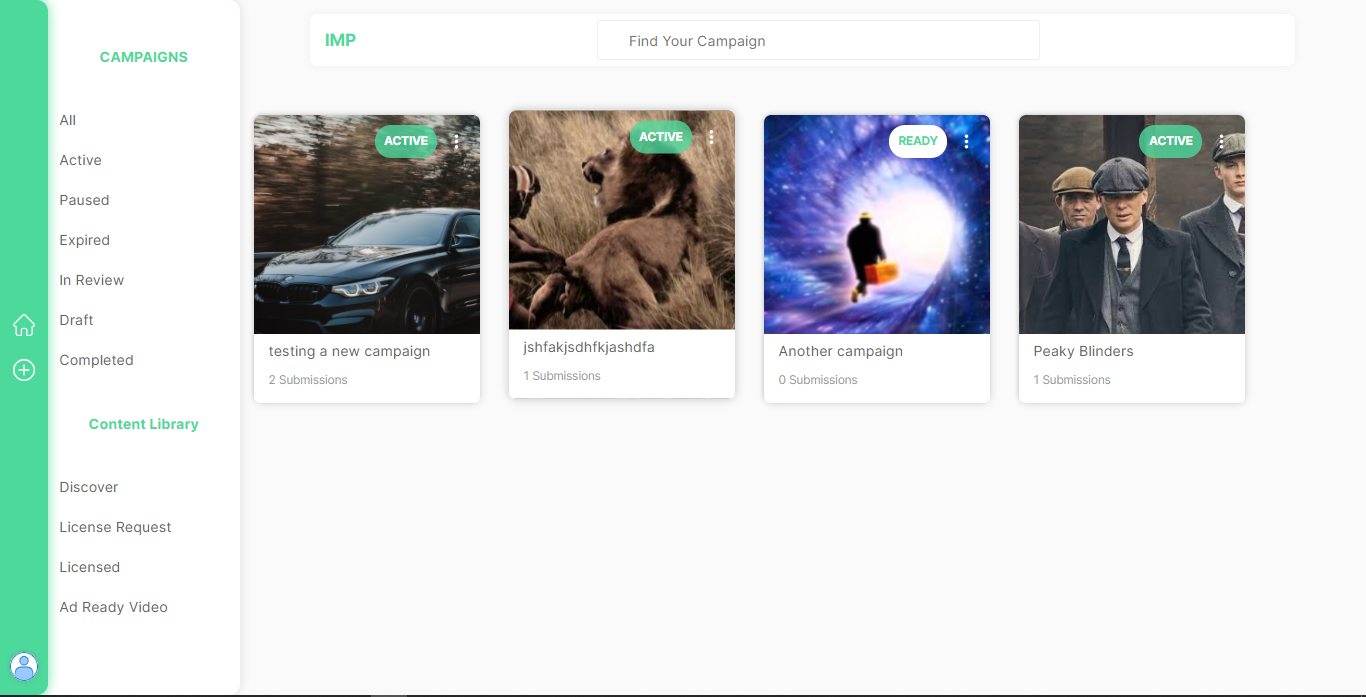 CAMPAIGNS
All
Active
Paused
Expired
In Review
Draft
Completed
Content Library
Discover
License Request
Licensed
Ad Ready Video
IMP
Find Your Campaign
ACTIVE
testing a new campaign
2 Submissions
ACTIVE
jshfakjsdhfkjashdfa
1 Submissions
READY
Another campaign
0 Submissions
ACTIVE
Peaky Blinders
1 Submissions